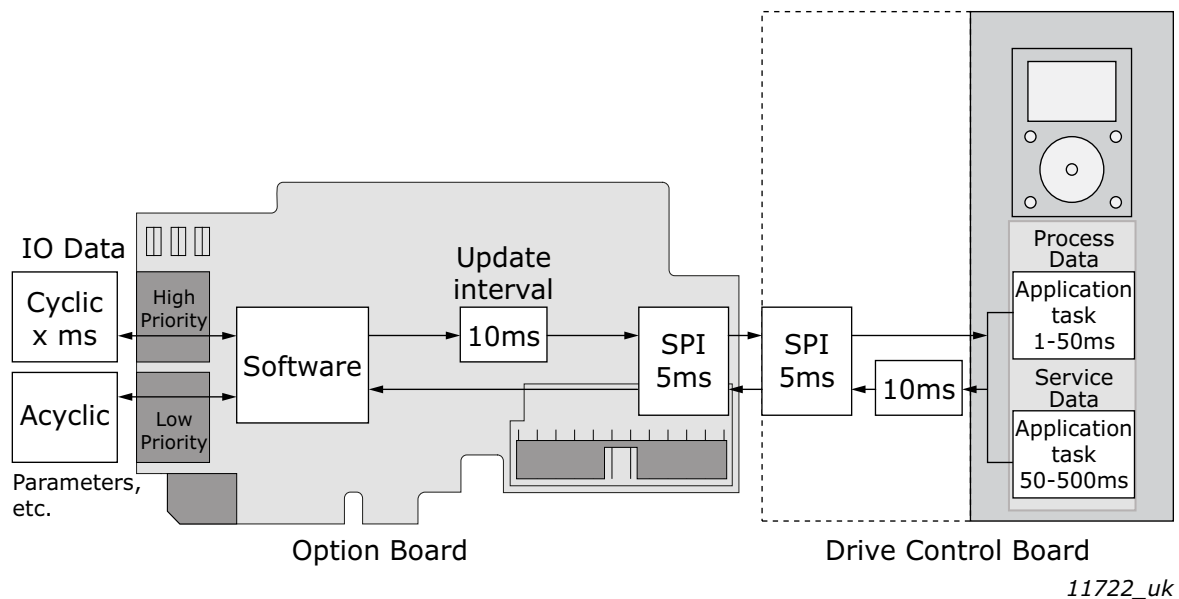 IO Data
Cyclic
x ms
High
Priority
Acyclic
Low
Priority
Parameters,
etc.
Software
Update
interval
10ms
SPI
5ms
SPI
5ms
10ms
Process
Data
Application
task
1-50ms
Service
Data
Application
task
50-500ms
Option Board
Drive Control Board
11722_uk